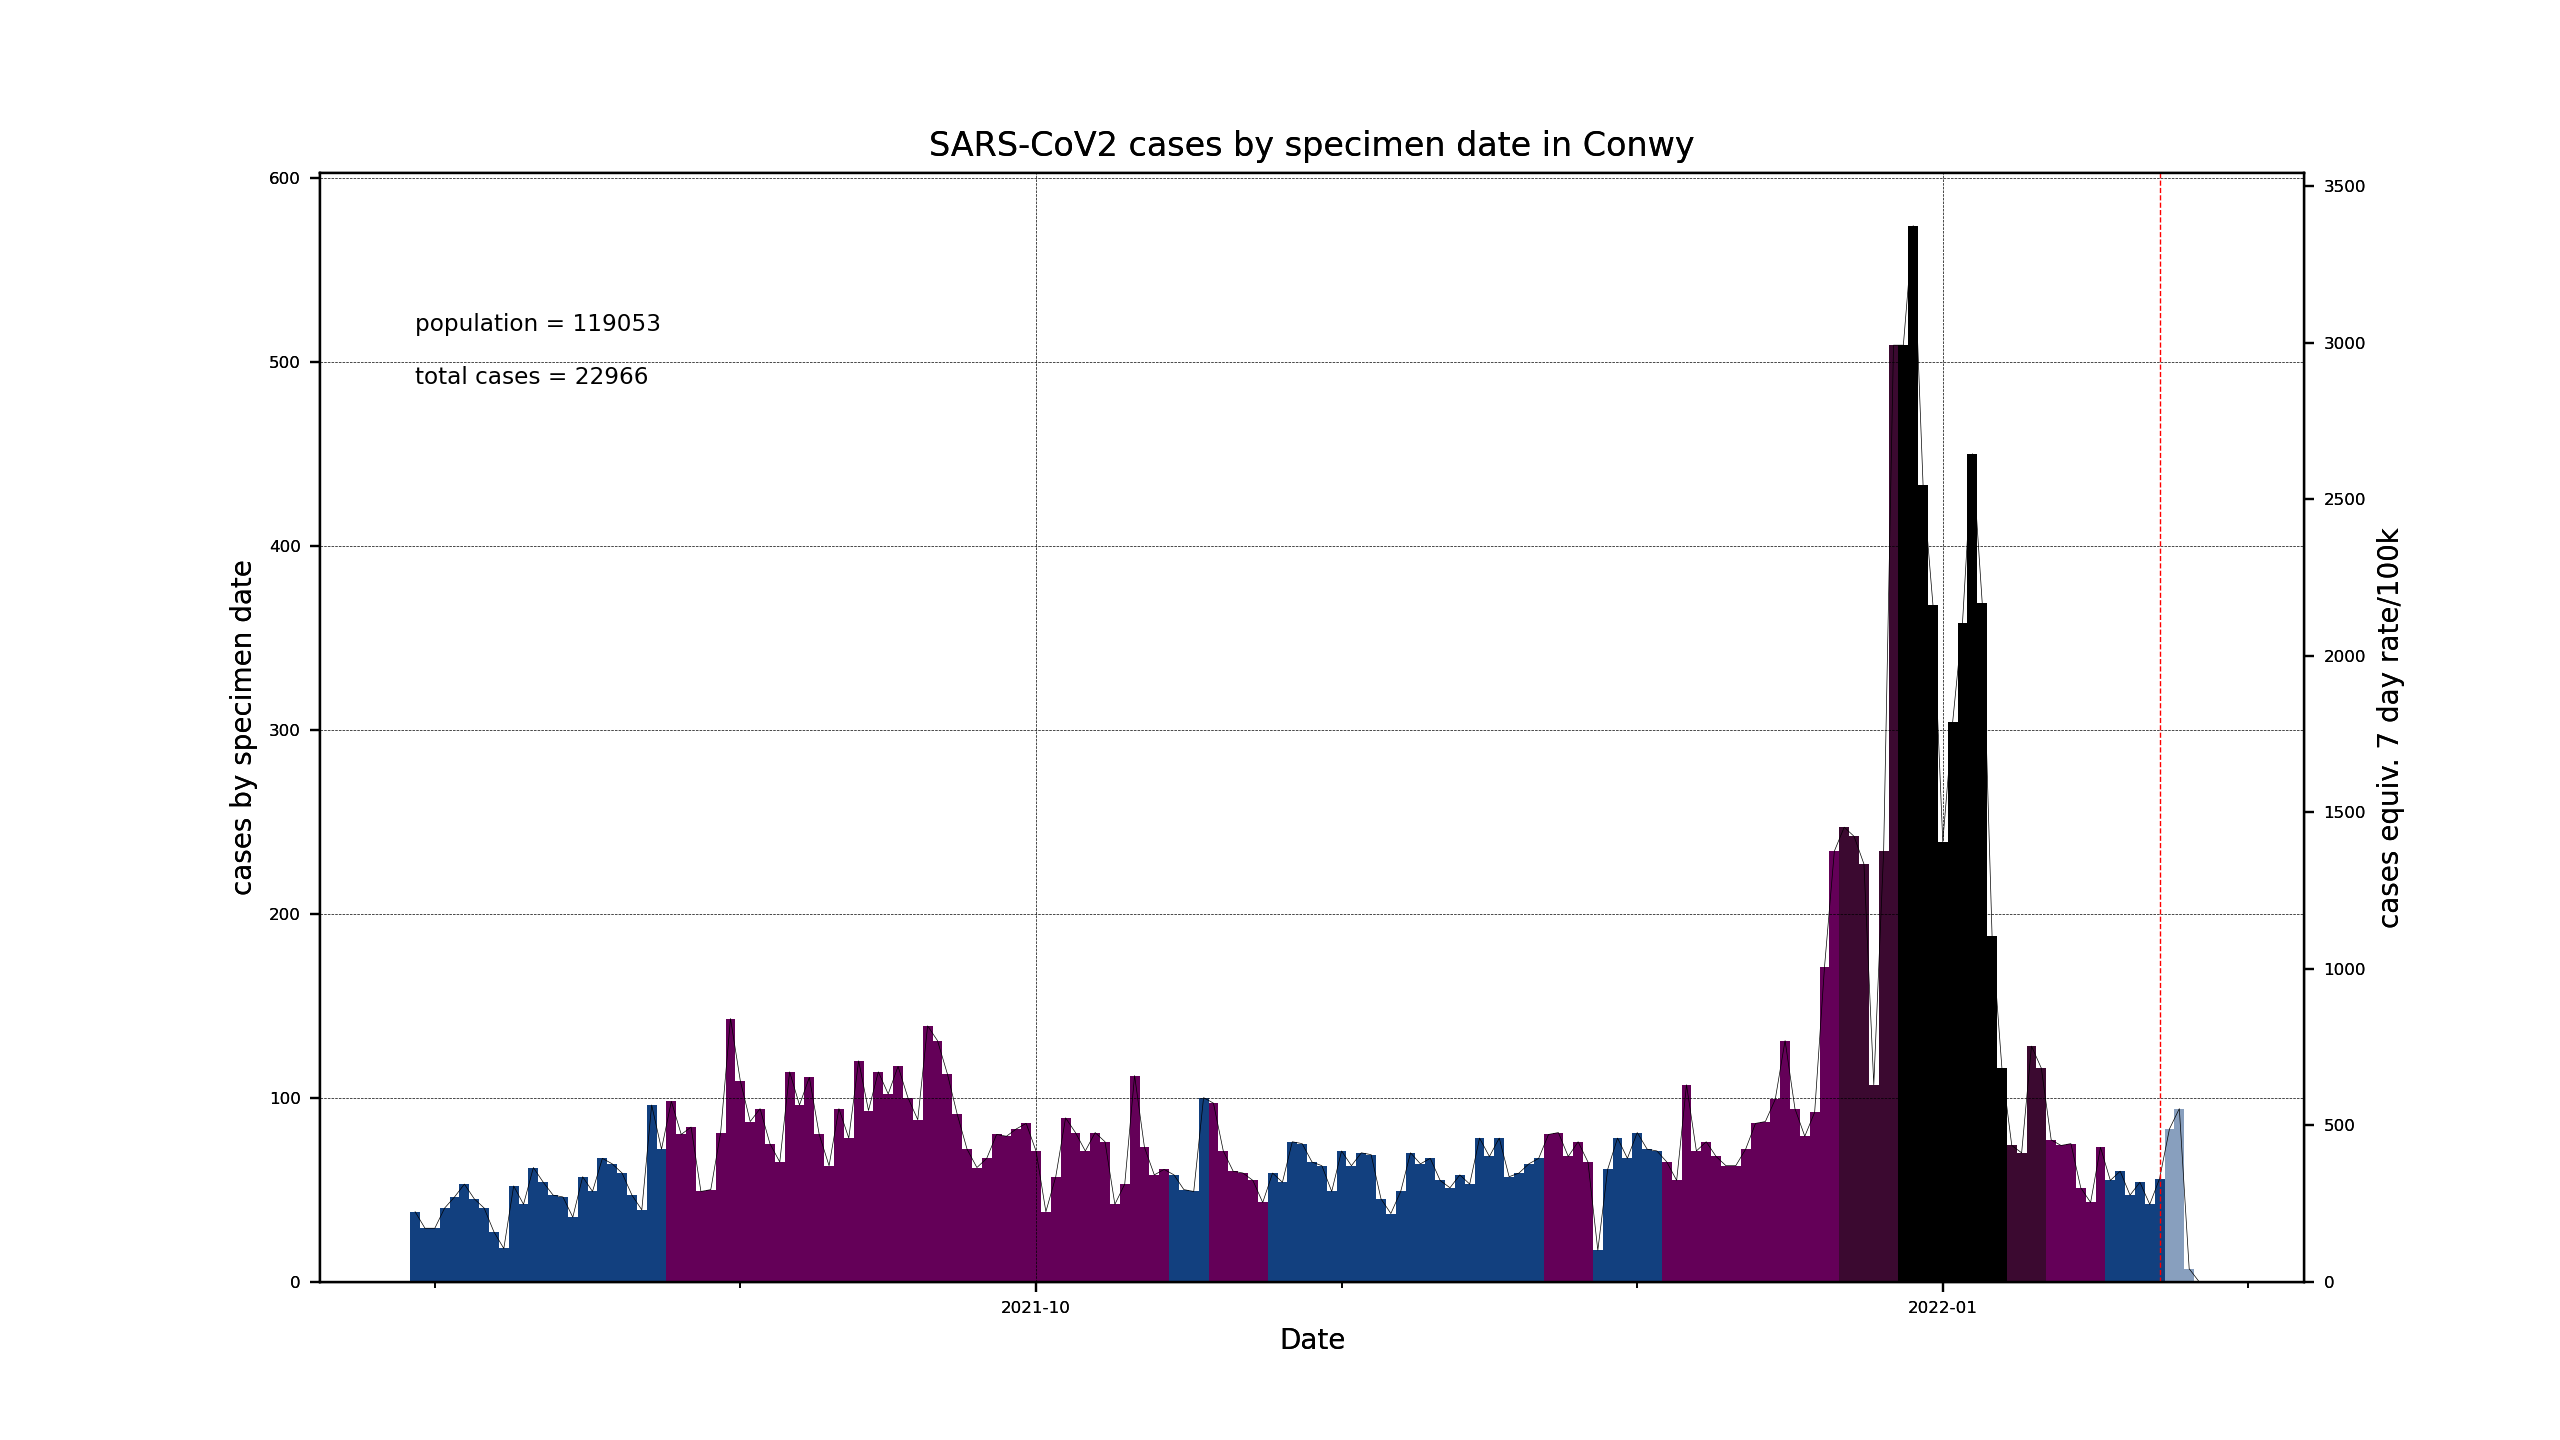 SARS-CoV2 cases by specimen date in Conwy
600
500
400
300
200
100
0
cases by specimen date
population = 119053
total cases = 22966
3500
3000
2500
2000
1500
1000
500
0
cases equiv. 7 day rate/100k
2021-10
2022-01
Date